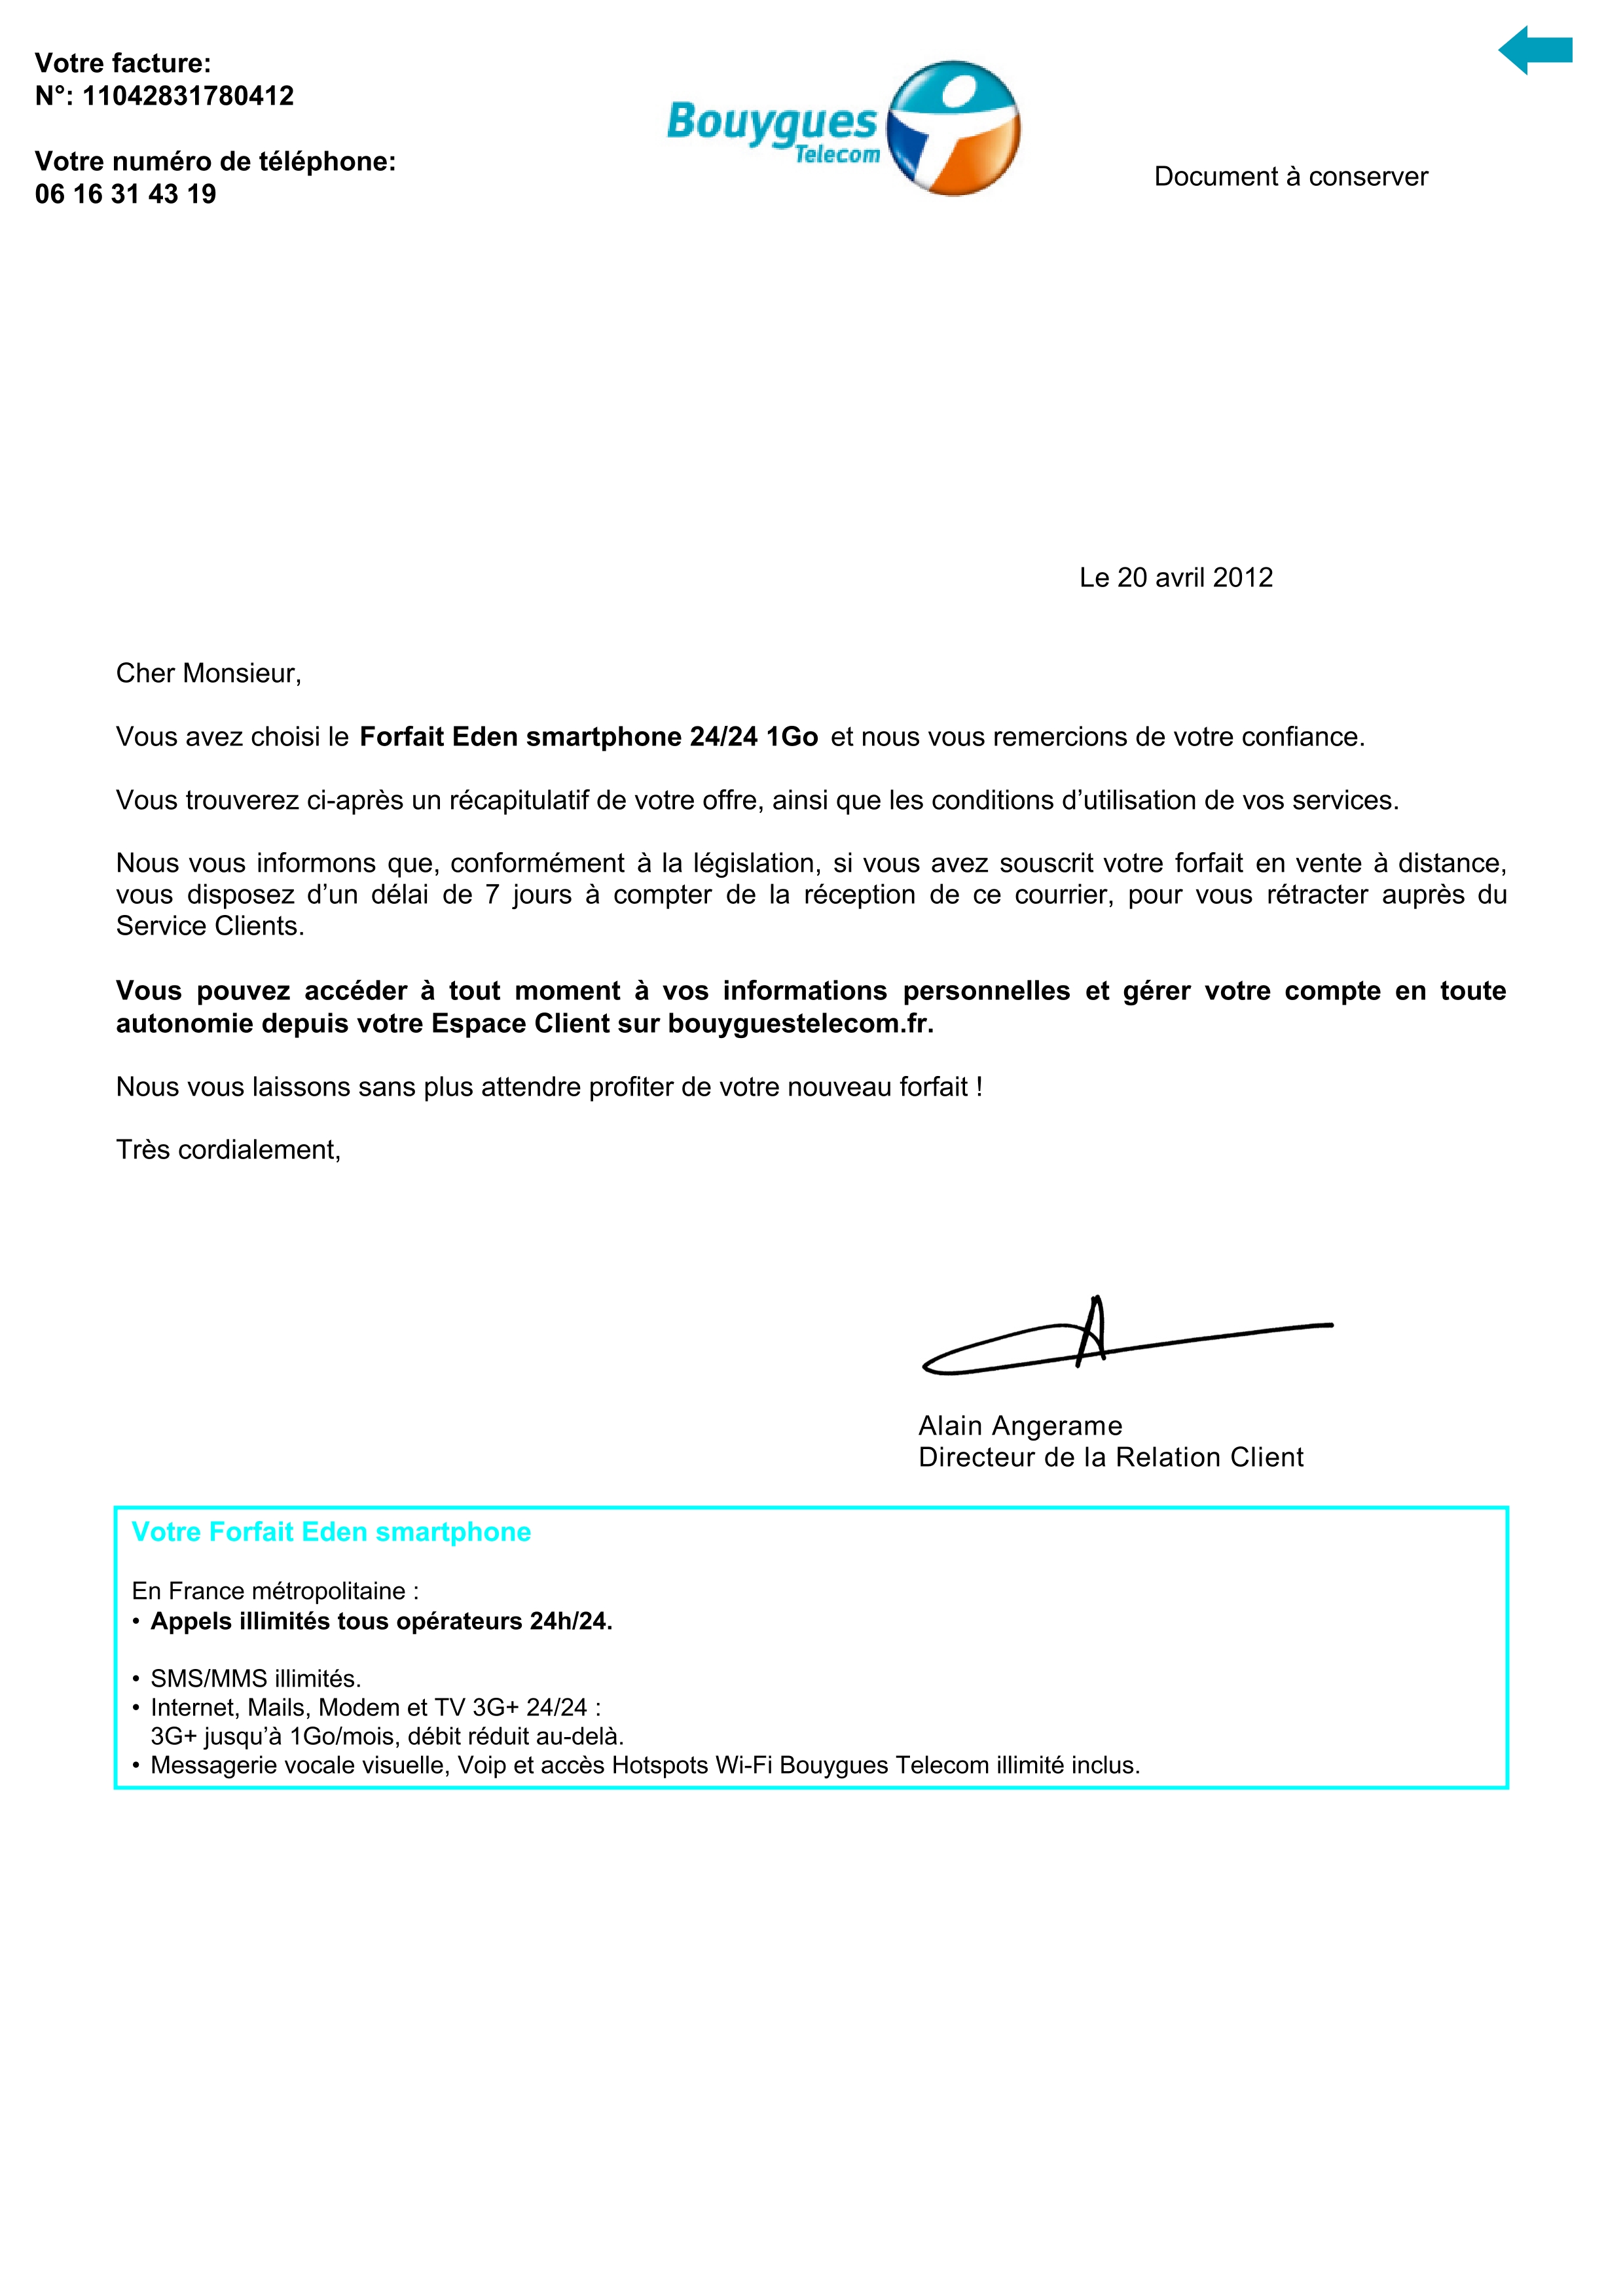 Votre facture:
N°: 11042831780412
Votre numéro de téléphone:
06 16 31 43 19
Bouygues
Telecom
Document à conserver
Le 20 avril 2012
Cher Monsieur,
Vous avez choisi le Forfait Eden smartphone 24/24 1Go et nous vous remercions de votre confiance.
Vous trouverez ci-après un récapitulatif de votre offre, ainsi que les conditions d’utilisation de vos services.
Nous vous informons que, conformément à la législation, si vous avez souscrit votre forfait en vente à distance,
vous disposez d’un délai de 7 jours à compter de la réception de ce courrier, pour vous rétracter auprès du
Service Clients.
Vous pouvez accéder à tout moment à vos informations personnelles et gérer votre compte en toute
autonomie depuis votre Espace Client sur bouyguestelecom.fr.
Nous vous laissons sans plus attendre profiter de votre nouveau forfait !
Très cordialement,
Alain Angerame
Directeur de la Relation Client
Votre Forfait Eden smartphone
En France métropolitaine :
• Appels illimités tous opérateurs 24h/24.
• SMS/MMS illimités.
• Internet, Mails, Modem et TV 3G+ 24/24 :
3G+ jusqu’à 1Go/mois, débit réduit au-delà.
• Messagerie vocale visuelle, Voip et accès Hotspots Wi-Fi Bouygues Telecom illimité inclus.